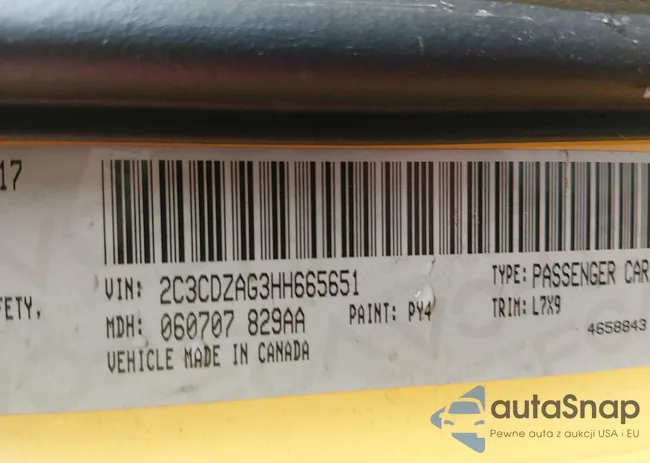 17
VIN: 2C3CDZAG3HH665651
TYPE: PASSENGER CAR
FETY,
MDH: 060707 829AA
PAINT: PY4
TRIM: L7X9
4658843
VEHICLE MADE IN CANADA
autaSnap
Pewne auta z aukcji USA i EU